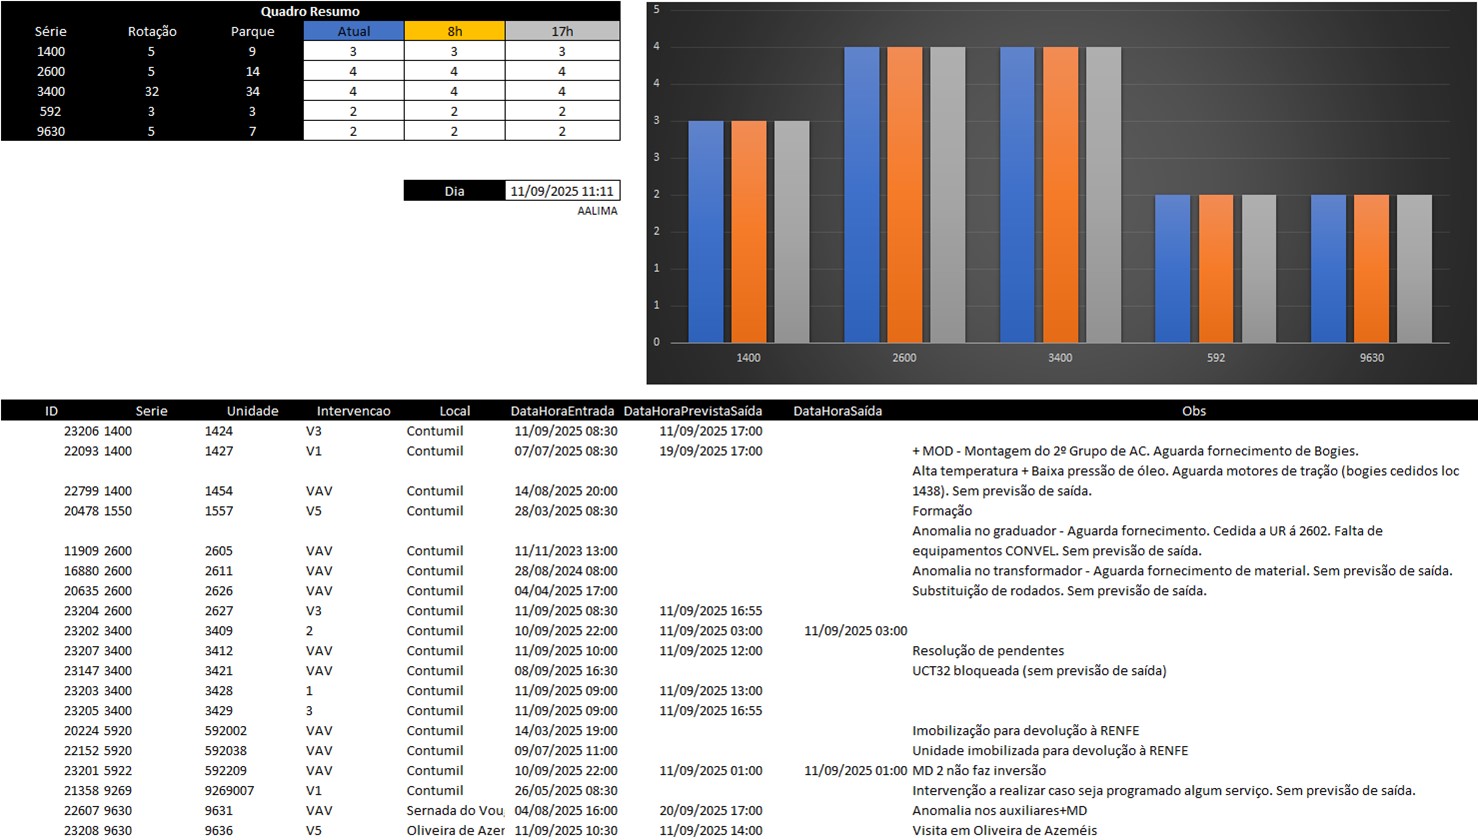 Quadro Resumo
Série Rotação Parque Atual 8h 17h
1400 5 9 3 3 3
2600 5 14 4 4 4
3400 32 34 4 4 4
592 3 3 2 2 2
9630 5 7 2 2 2
Dia 11/09/2025 11:11
AALIMA
5
4
4
3
3
2
2
1
1
0
1400 2600 3400 592 9630
ID Serie Unidade Intervencao Local DataHoraEntrada DataHoraPrevistaSaída DataHoraSaída Obs
23206 1400 1424 V3 Contumil 11/09/2025 08:30 11/09/2025 17:00
22093 1400 1427 V1 Contumil 07/07/2025 08:30 19/09/2025 17:00 + MOD - Montagem do 2º Grupo de AC. Aguarda fornecimento de Bogies.
Alta temperatura + Baixa pressão de óleo. Aguarda motores de tração (bogies cedidos loc
22799 1400 1454 VAV Contumil 14/08/2025 20:00 1438). Sem previsão de saída.
20478 1550 1557 V5 Contumil 28/03/2025 08:30 Formação
Anomalia no graduador - Aguarda fornecimento. Cedida a UR á 2602. Falta de
11909 2600 2605 VAV Contumil 11/11/2023 13:00 equipamentos CONVEL. Sem previsão de saída.
16880 2600 2611 VAV Contumil 28/08/2024 08:00 Anomalia no transformador - Aguarda fornecimento de material. Sem previsão de saída.
20635 2600 2626 VAV Contumil 04/04/2025 17:00 Substituição de rodados. Sem previsão de saída.
23204 2600 2627 V3 Contumil 11/09/2025 08:30 11/09/2025 16:55
23202 3400 3409 2 Contumil 10/09/2025 22:00 11/09/2025 03:00 11/09/2025 03:00
23207 3400 3412 VAV Contumil 11/09/2025 10:00 11/09/2025 12:00 Resolução de pendentes
23147 3400 3421 VAV Contumil 08/09/2025 16:30 UCT32 bloqueada (sem previsão de saída)
23203 3400 3428 1 Contumil 11/09/2025 09:00 11/09/2025 13:00
23205 3400 3429 3 Contumil 11/09/2025 09:00 11/09/2025 16:55
20224 5920 592002 VAV Contumil 14/03/2025 19:00 Imobilização para devolução à RENFE
22152 5920 592038 VAV Contumil 09/07/2025 11:00 Unidade imobilizada para devolução à RENFE
23201 5922 592209 VAV Contumil 10/09/2025 22:00 11/09/2025 01:00 11/09/2025 01:00 MD 2 não faz inversão
21358 9269 9269007 V1 Contumil 26/05/2025 08:30 Intervenção a realizar caso seja programado algum serviço. Sem previsão de saída.
22607 9630 9631 VAV Sernada do Vou 04/08/2025 16:00 20/09/2025 17:00 Anomalia nos auxiliares+MD
23208 9630 9636 V5 Oliveira de Azer 11/09/2025 10:30 11/09/2025 14:00 Visita em Oliveira de Azeméis